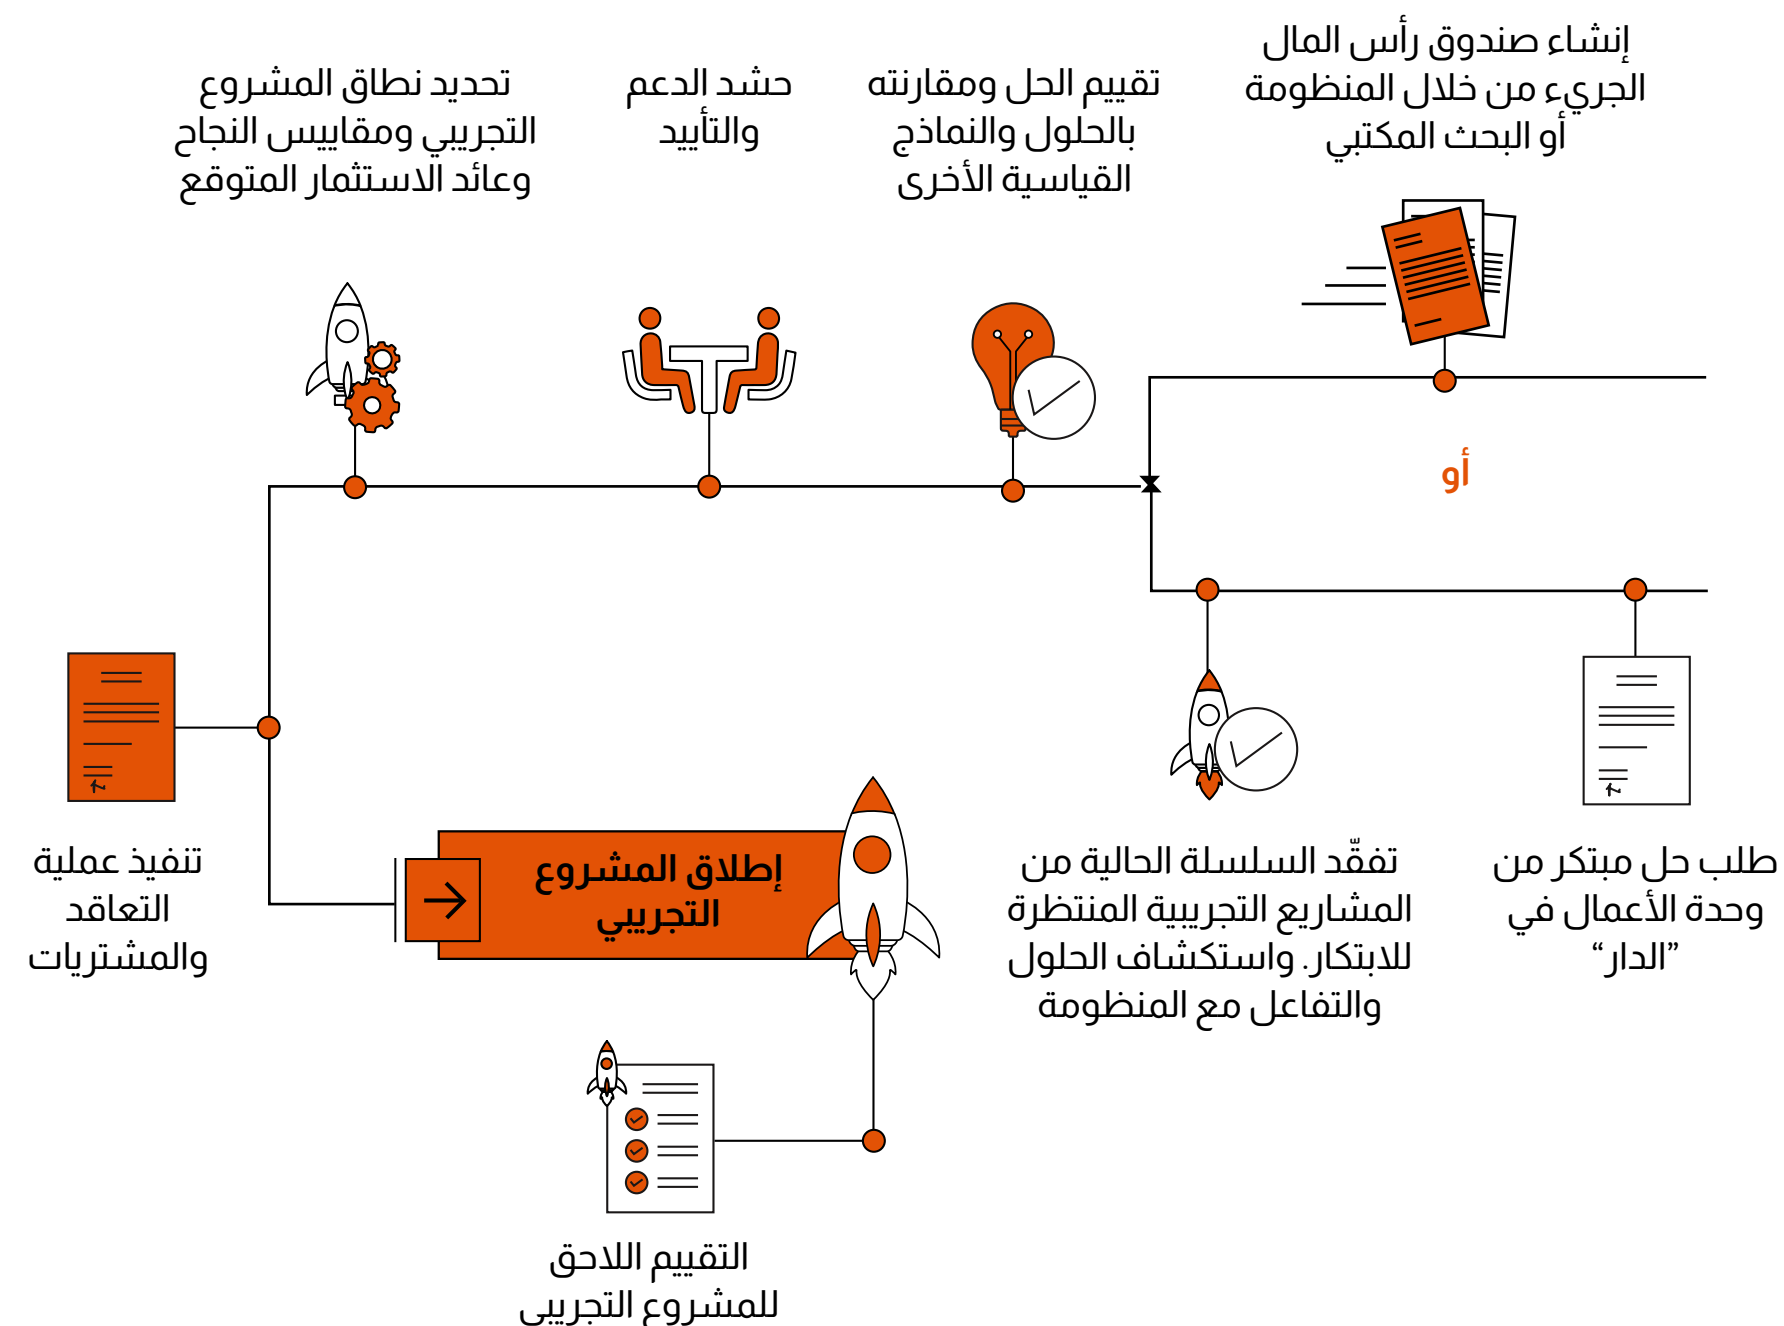 إنشاء صندوق رأس المال
الجريء من خلال المنظومة
أو البحث المكتبي
أو
طلب حل مبتكر من
وحدة الأعمال في
”الدار“
تفقّد السلسلة الحالية من
المشاريع التجريبية المنتظرة
للابتكار. واستكشاف الحلول
والتفاعل مع المنظومة
تقييم الحل ومقارنته
بالحلول والنماذج
القياسية الأخرى
حشد الدعم
والتأييد
تحديد نطاق المشروع
التجريبي ومقاييس النجاح
وعائد الاستثمار المتوقع
تنفيذ عملية
التعاقد
والمشتريات
إطلاق المشروع
التجريبي
التقييم اللاحق
للمشروع التجريبي